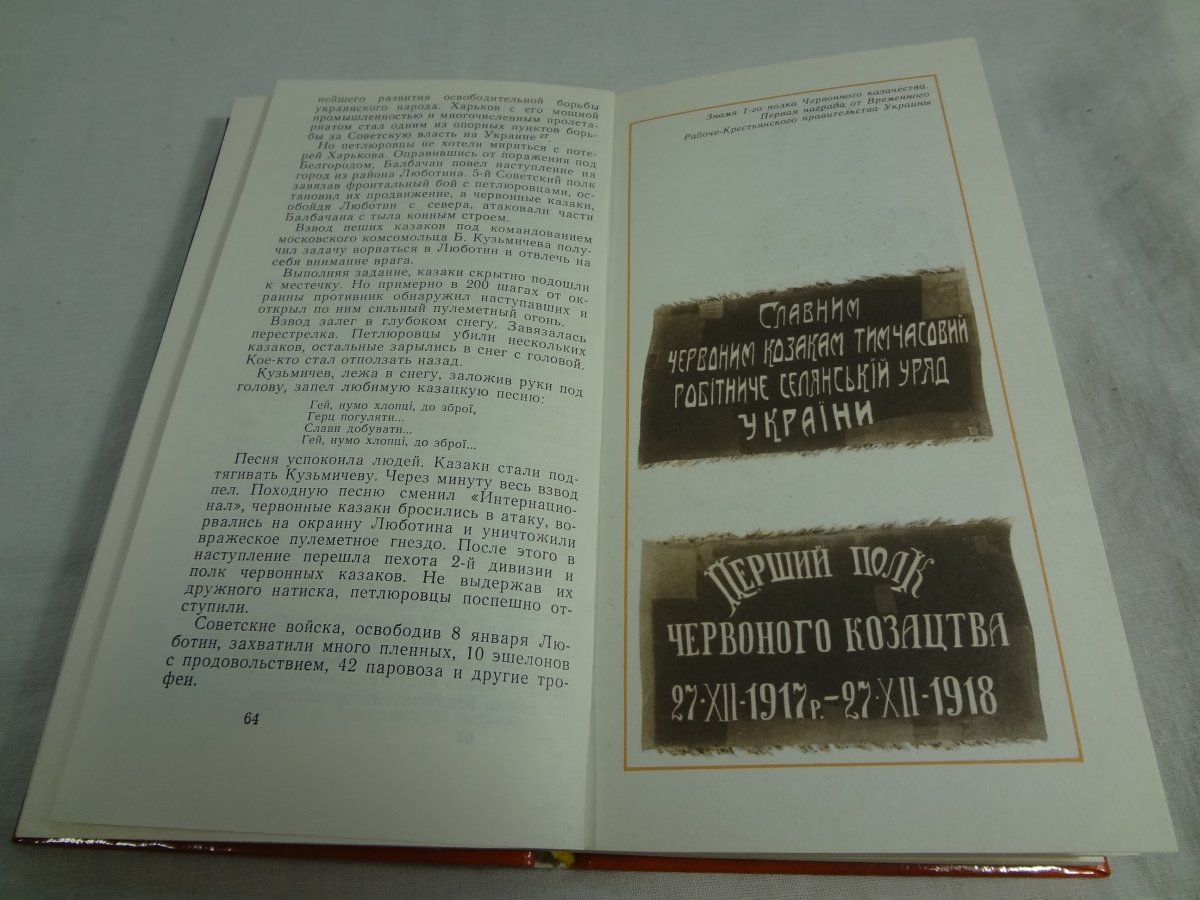 нейшего развития освободительной борьбы
украинского народа. Харьков с его мощной
промышленностью и многочисленным пролета-
риатом стал одним из опорных пунктов борь-
бы за Советскую власть на Украине 27.
Но петлюровцы не хотели мириться с поте-
рей Харькова. Оправившись от поражения под
Белгородом, Балбачан повел наступление на
город из района Люботина. 5-й Советский полк
завязав фронтальный бой с петлюровцами, ос-
тановил их продвижение, а червонные казаки,
обойдя Люботин с севера, атаковали части
Балбачана с тыла конным строем.
Взвод пеших казаков под командованием
московского комсомольца Б. Кузьмичева полу-
чил задачу ворваться в Люботин и отвлечь на
себя внимание врага.
Выполняя задание, казаки скрытно подошли
к местечку. Но примерно в 200 шагах от ок-
раины противник обнаружил наступавших и
открыл по ним сильный пулеметный огонь.
Взвод залег в глубоком снегу. Завязалась
перестрелка. Петлюровцы убили нескольких
казаков, остальные зарылись в снег с головой.
Кое-кто стал отползать назад.
Кузьмичев, лежа в снегу, заложив руки под
голову, запел любимую казацкую песню:
Гей, нумо хлопці, до зброї,
Герц погуляти...
Слави добувати...
Гей, нумо хлопці, до зброї...
Песня успокоила людей. Казаки стали под-
тягивать Кузьмичеву. Через минуту весь взвод
пел. Походную песню сменил «Интернацио-
нал», червонные казаки бросились в атаку, во-
рвались на окраину Люботина и уничтожили
вражеское пулеметное гнездо. После этого в
наступление перешла пехота 2-й дивизии и
полк червонных казаков. Не выдержав их
дружного натиска, петлюровцы поспешно от-
ступили.
Советские войска, освободив 8 января Лю-
ботин, захватили много пленных, 10 эшелонов
с продовольствием, 42 паровоза и другие тро-
феи.
64
Знамя 1-го полка Червонного казачества.
Первая награда от Временного
Рабоче-Крестьянского правительства Украины
СЛАВНИМ
ЧЕРВОНИМ КОЗАКАМ ТИМЧАСОВИЙ
РОБІТНИЧЕ СЕЛЯНСЬКІЙ УРЯД
УКРАЇНИ
ПЕРШИЙ ПОЛК
ЧЕРВОНОГО КОЗАЦТВА
27·XII-1917р.-27·XII-1918